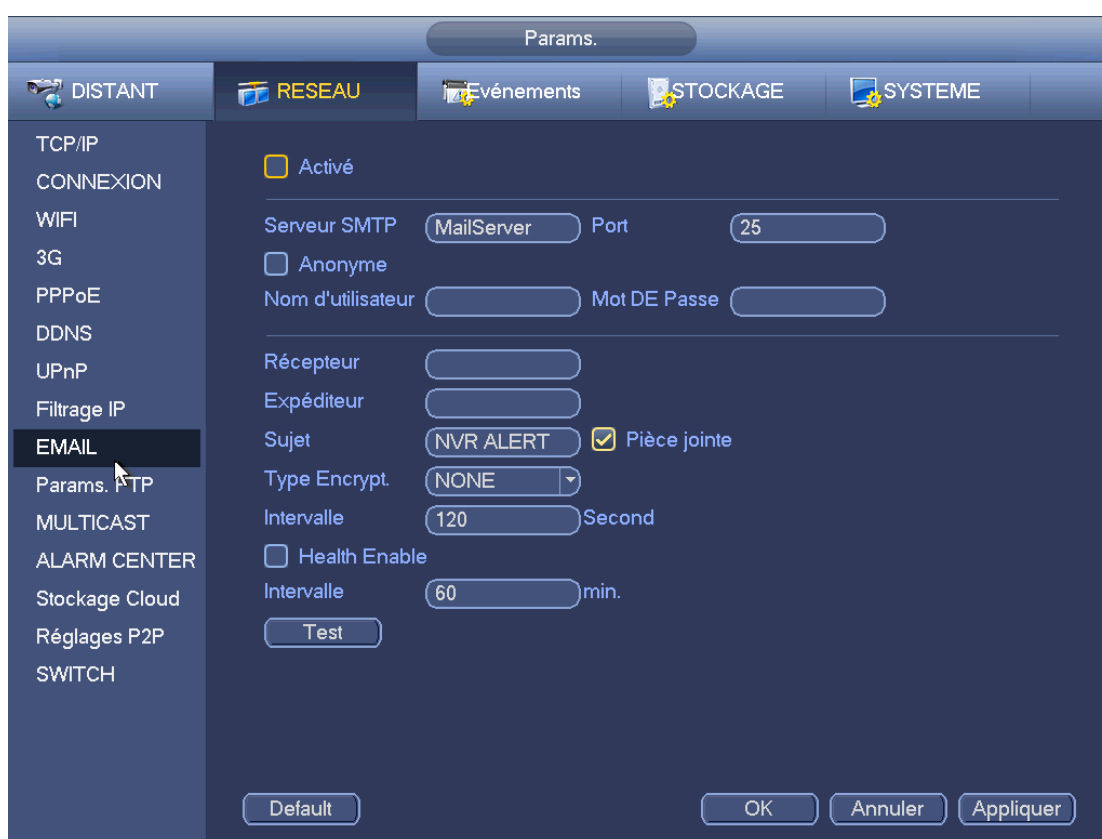 Params.
DISTANT
RESEAU
Evénements
STOCKAGE
SYSTEME
TCP/IP
CONNEXION
WIFI
3G
PPPoE
DDNS
UPnP
Filtrage IP
EMAIL
Params. FTP
MULTICAST
ALARM CENTER
Stockage Cloud
Réglages P2P
SWITCH
Activé
Serveur SMTP MailServer Port 25
Anonyme
Nom d'utilisateur Mot DE Passe
Récepteur
Expéditeur
Sujet NVR ALERT Pièce jointe
Type Encrypt. NONE
Intervalle 120 Second
Health Enable
Intervalle 60 min.
Test
Default OK Annuler Appliquer